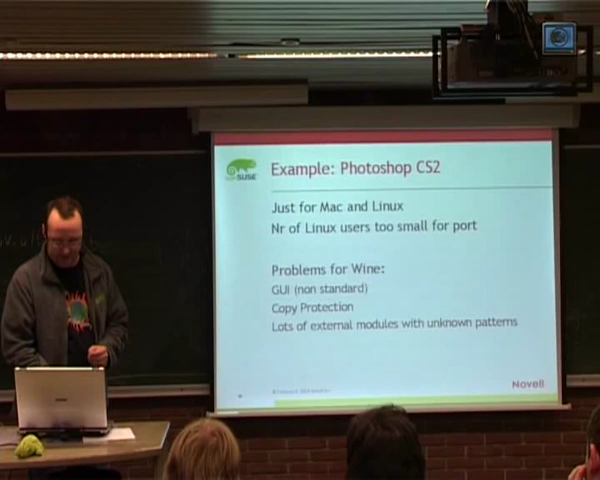 Example: Photoshop CS2
SUSE
Just for Mac and Linux
Nr of Linux users too small for port
Problems for Wine:
GUI (non standard)
Copy Protection
Lots of external modules with unknown patterns
Novell